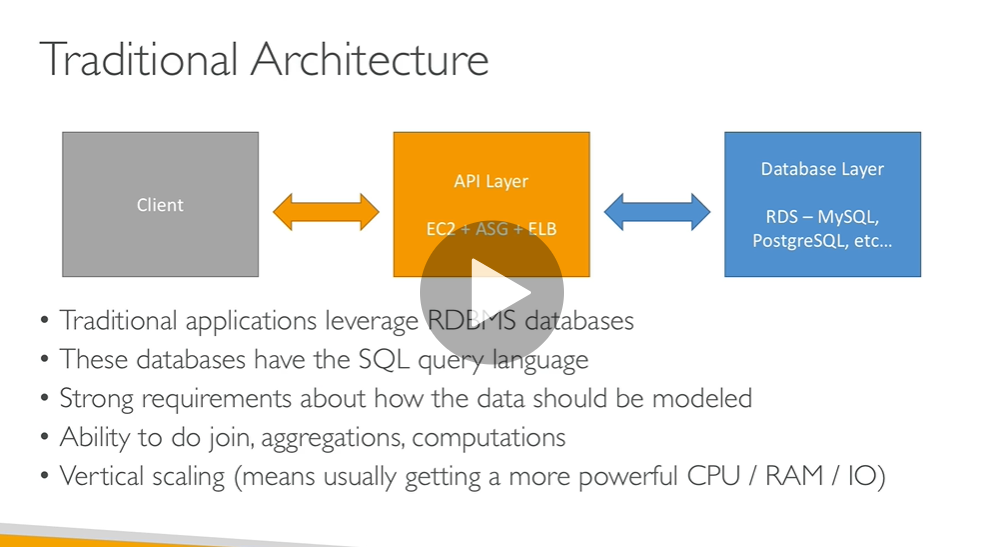 Traditional Architecture
Client
API Layer
EC2 + ASG + ELB
Database Layer
RDS – MySQL,
PostgreSQL, etc...
• Traditional applications leverage RDBMS databases
• These databases have the SQL query language
• Strong requirements about how the data should be modeled
• Ability to do join, aggregations, computations
• Vertical scaling (means usually getting a more powerful CPU / RAM / IO)